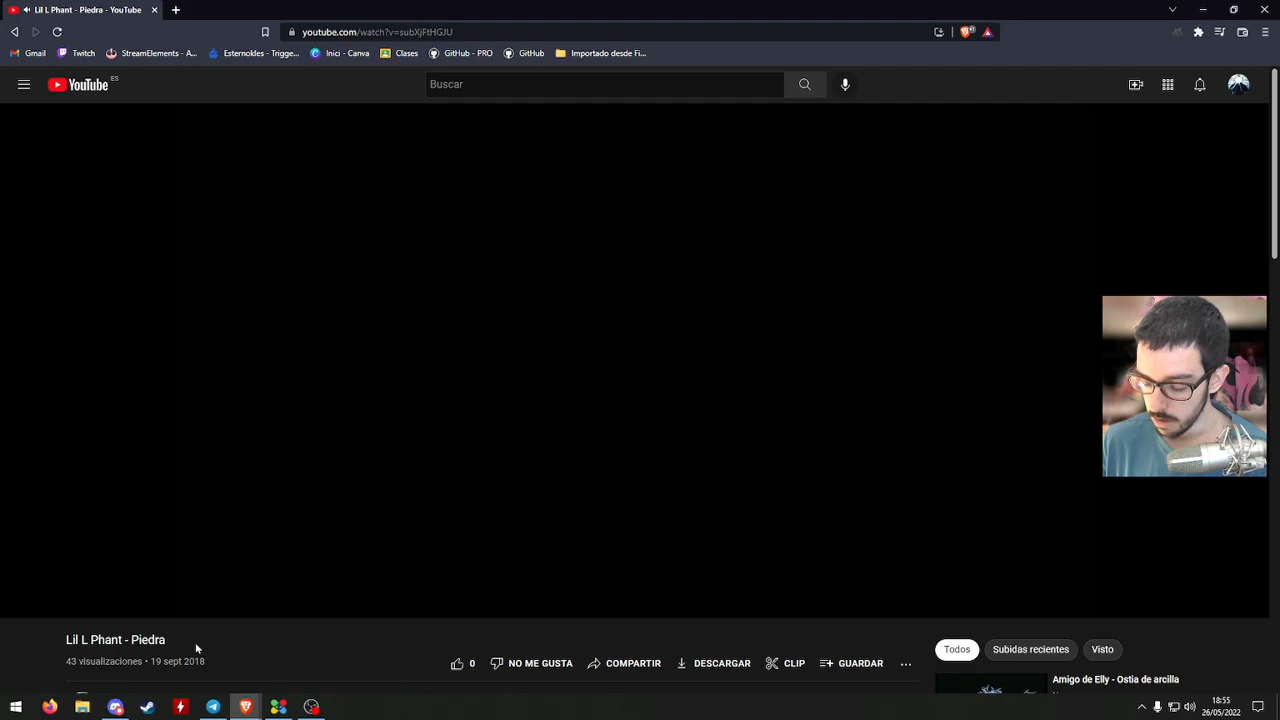 Lil L Phant - Piedra - YouTube
youtube.com/watch?v=subXjFtHGJU
Gmail
Twitch
StreamElements - A...
Esternokles - Trigge...
Inici - Canva
Clases
GitHub - PRO
GitHub
Importado desde Fi...
YouTube ES
Buscar
Lil L Phant - Piedra
43 visualizaciones • 19 sept 2018
0
NO ME GUSTA
COMPARTIR
DESCARGAR
CLIP
GUARDAR
Todos
Subidas recientes
Visto
Amigo de Elly - Ostia de arcilla
18:55
26/05/2022